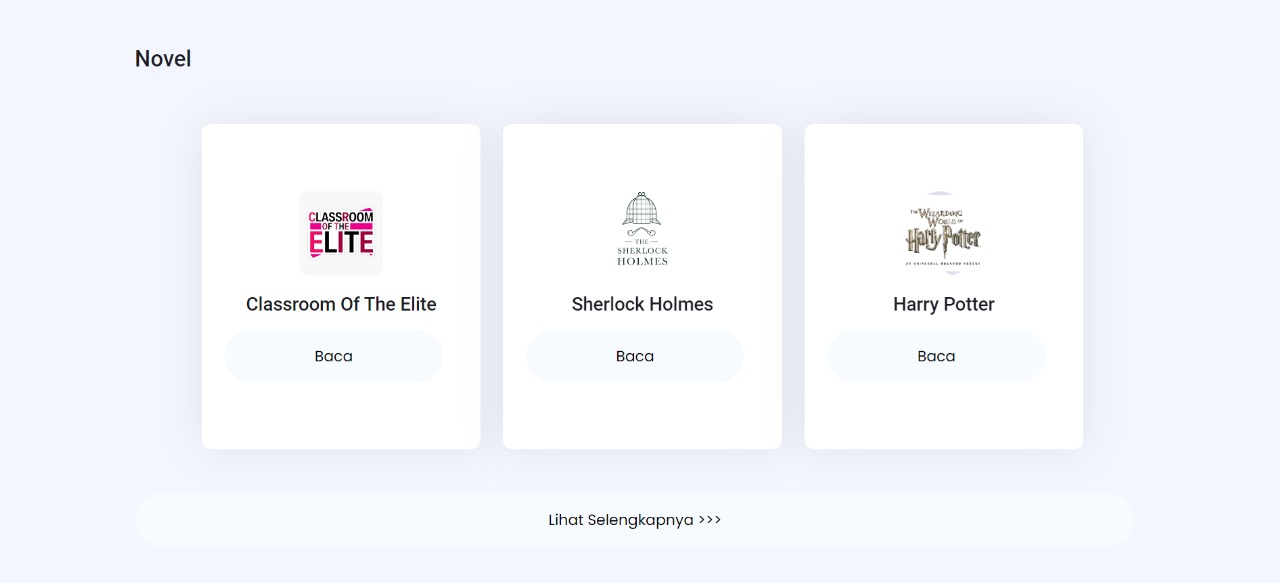 Novel
CLASSROOM
OF THE
ELITE
Classroom Of The Elite
Baca
THE
SHERLOCK
HOLMES
Sherlock Holmes
Baca
THE WIZARDING
WORLD OF
Harry Potter
Harry Potter
Baca
Lihat Selengkapnya >>>